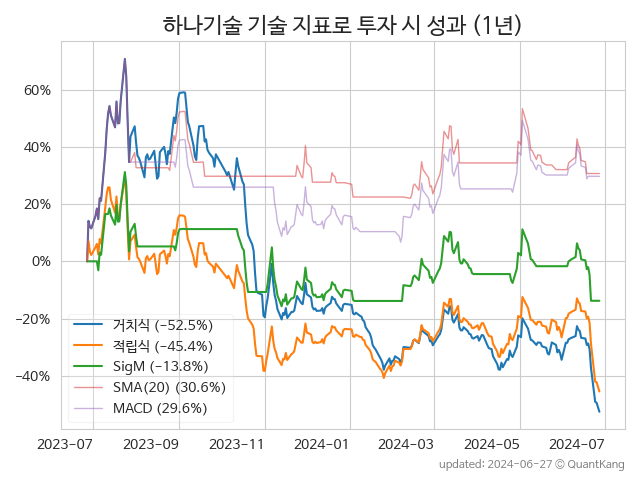 하나기술 기술 지표로 투자 시 성과 (1년)
60%
40%
20%
0%
−20%
−40%
거치식 (−52.5%)
적립식 (−45.4%)
SigM (−13.8%)
SMA(20) (30.6%)
MACD (29.6%)
2023-07 2023-09 2023-11 2024-01 2024-03 2024-05 2024-07
updated: 2024-06-27 ⓒ QuantKang